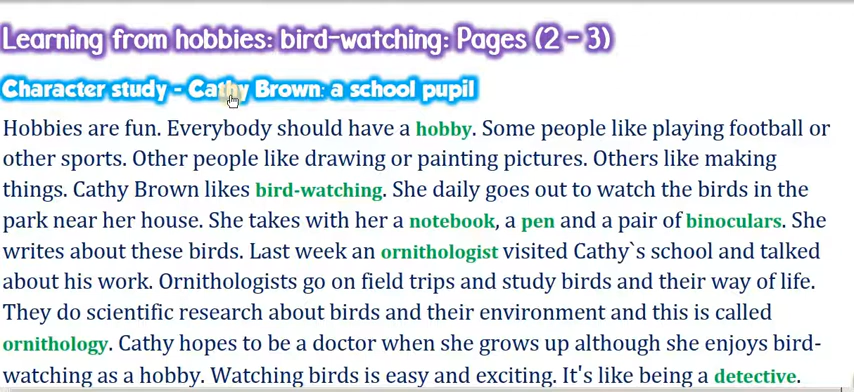 Learning from hobbies: bird-watching: Pages (2 – 3)
Character study - Cathy Brown: a school pupil
Hobbies are fun. Everybody should have a hobby. Some people like playing football or
other sports. Other people like drawing or painting pictures. Others like making
things. Cathy Brown likes bird-watching. She daily goes out to watch the birds in the
park near her house. She takes with her a notebook, a pen and a pair of binoculars. She
writes about these birds. Last week an ornithologist visited Cathy`s school and talked
about his work. Ornithologists go on field trips and study birds and their way of life.
They do scientific research about birds and their environment and this is called
ornithology. Cathy hopes to be a doctor when she grows up although she enjoys bird-
watching as a hobby. Watching birds is easy and exciting. It's like being a detective.